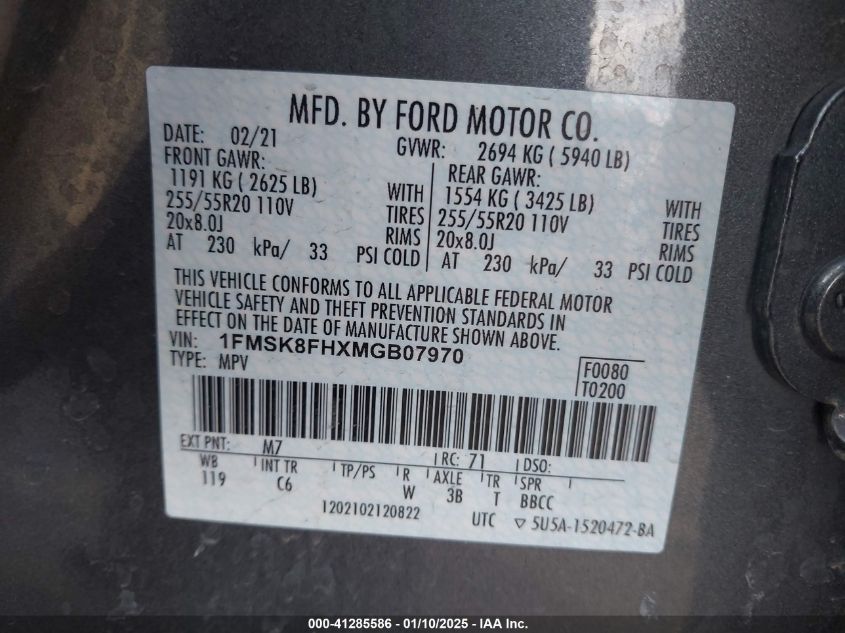 MFD. BY FORD MOTOR CO.
DATE: 02/21 GVWR: 2694 KG ( 5940 LB)
FRONT GAWR: REAR GAWR:
1191 KG ( 2625 LB) WITH 1554 KG ( 3425 LB) WITH
255/55R20 110V TIRES 255/55R20 110V TIRES
20x8.0J RIMS 20x8.0J RIMS
AT 230 kPa/ 33 PSI COLD AT 230 kPa/ 33 PSI COLD
THIS VEHICLE CONFORMS TO ALL APPLICABLE FEDERAL MOTOR
VEHICLE SAFETY AND THEFT PREVENTION STANDARDS IN
EFFECT ON THE DATE OF MANUFACTURE SHOWN ABOVE.
VIN: 1FMSK8FHXMGB07970
TYPE: MPV
F0080
T0200
EXT PNT: M7 RC: 71 DSO:
WB INT TR TP/PS R AXLE TR SPR
119 C6 W 3B T BBCC
1202102120822 UTC ▽ 5U5A-1520472-BA
000-41285586 - 01/10/2025 - IAA Inc.